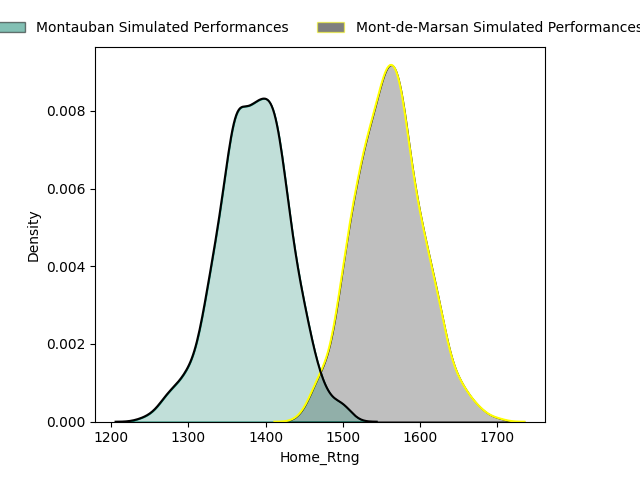 Montauban Simulated Performances Mont-de-Marsan Simulated Performances
0.008
0.006
0.004
0.002
0.000
Density
1200 1300 1400 1500 1600 1700
Home_Rtng